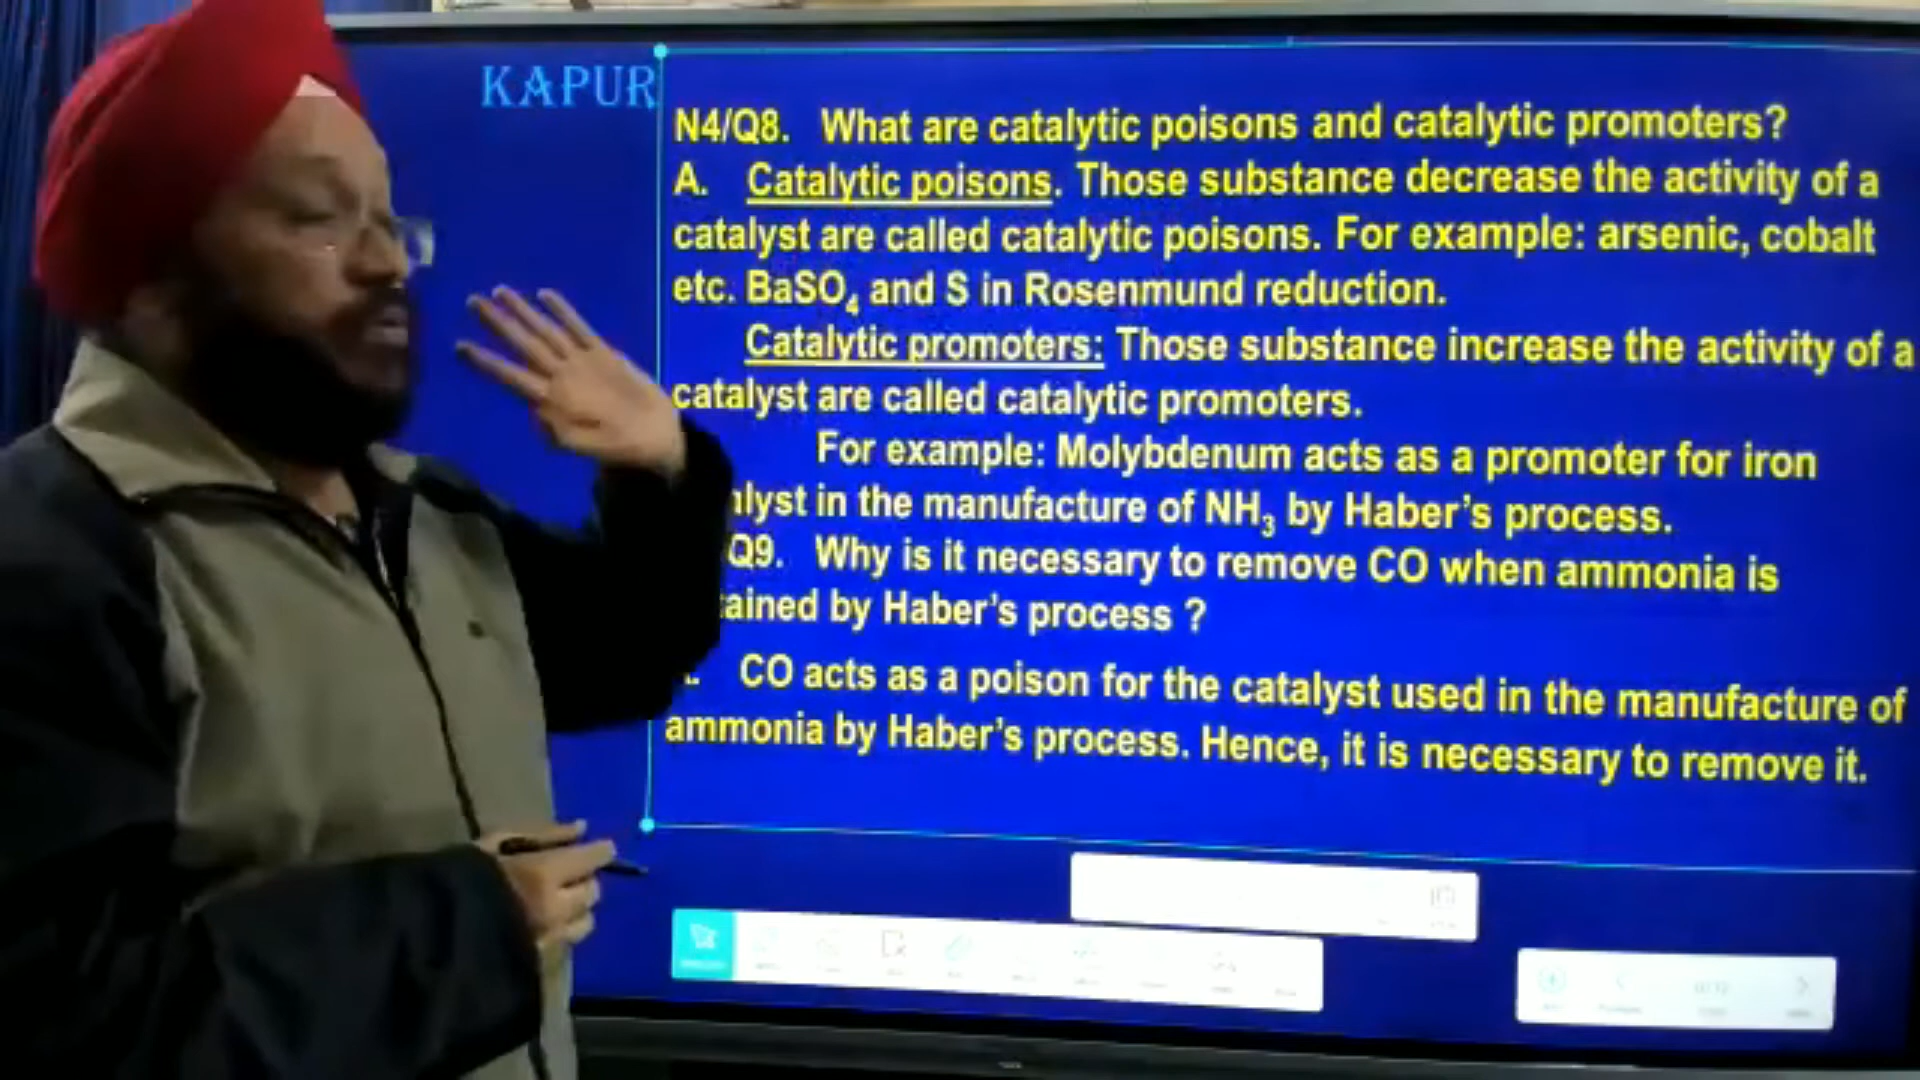 KAPUR
N4/Q8. What are catalytic poisons and catalytic promoters?
A. Catalytic poisons. Those substance decrease the activity of a
catalyst are called catalytic poisons. For example: arsenic, cobalt
etc. BaSO₄ and S in Rosenmund reduction.
Catalytic promoters: Those substance increase the activity of a
catalyst are called catalytic promoters.
For example: Molybdenum acts as a promoter for iron
alyst in the manufacture of NH₃ by Haber's process.
Q9. Why is it necessary to remove CO when ammonia is
tained by Haber's process ?
CO acts as a poison for the catalyst used in the manufacture of
ammonia by Haber's process. Hence, it is necessary to remove it.